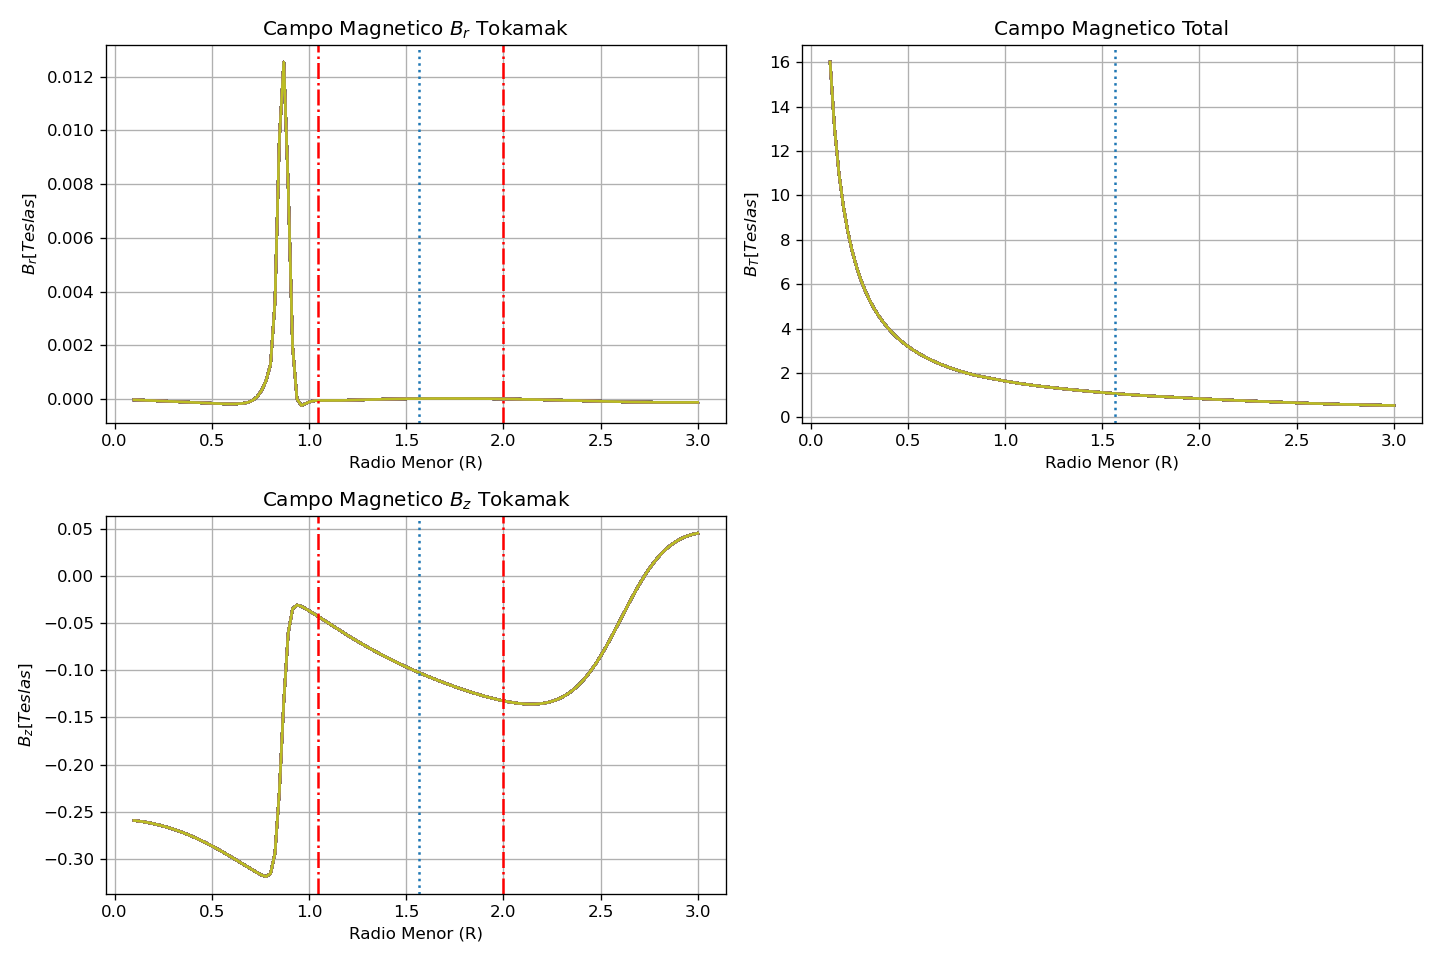 Campo Magnetico B_r Tokamak
B_r[Teslas]
0.012
0.010
0.008
0.006
0.004
0.002
0.000
0.0 0.5 1.0 1.5 2.0 2.5 3.0
Radio Menor (R)
Campo Magnetico Total
B_T[Teslas]
16
14
12
10
8
6
4
2
0
0.0 0.5 1.0 1.5 2.0 2.5 3.0
Radio Menor (R)
Campo Magnetico B_z Tokamak
B_z[Teslas]
0.05
0.00
−0.05
−0.10
−0.15
−0.20
−0.25
−0.30
0.0 0.5 1.0 1.5 2.0 2.5 3.0
Radio Menor (R)